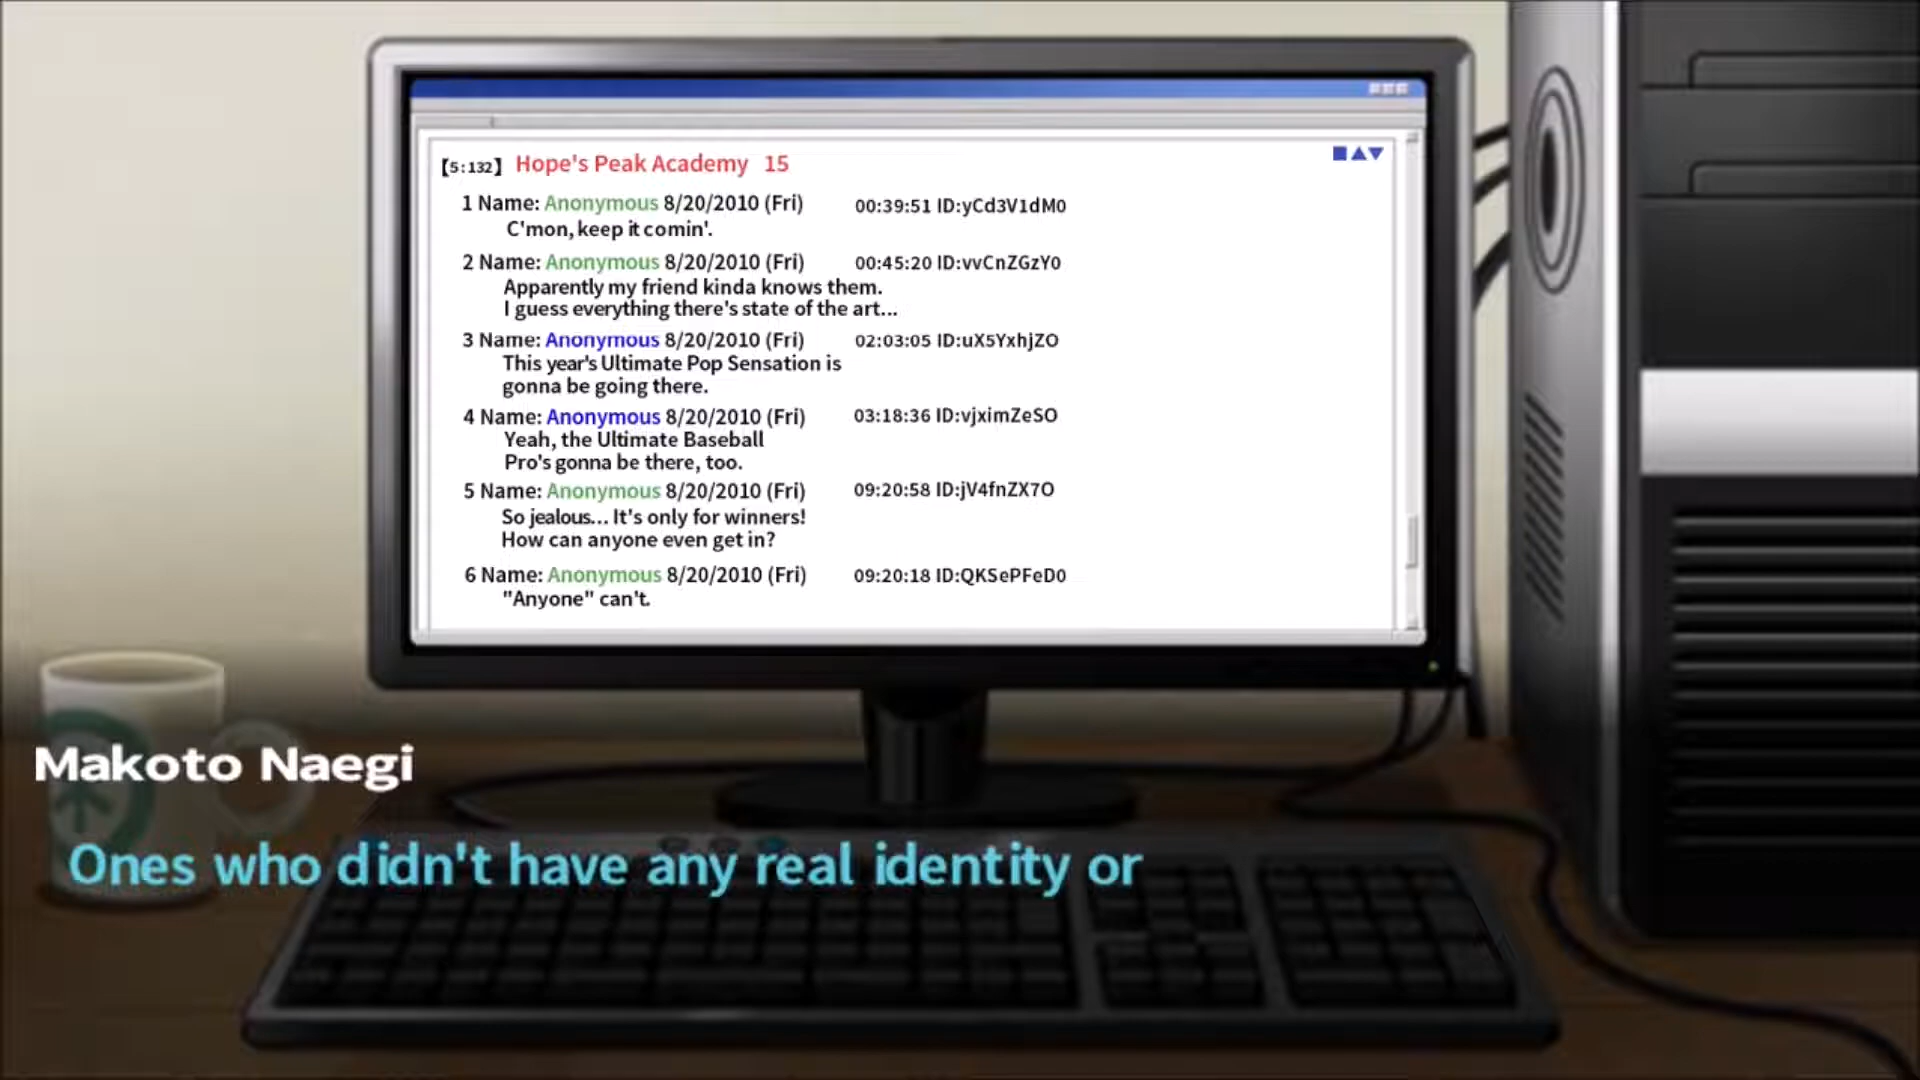 【5:132】 Hope's Peak Academy 15
1 Name: Anonymous 8/20/2010 (Fri) 00:39:51 ID:yCd3V1dM0
C'mon, keep it comin'.
2 Name: Anonymous 8/20/2010 (Fri) 00:45:20 ID:vvCnZGzY0
Apparently my friend kinda knows them.
I guess everything there's state of the art...
3 Name: Anonymous 8/20/2010 (Fri) 02:03:05 ID:uX5YxhjZO
This year's Ultimate Pop Sensation is
gonna be going there.
4 Name: Anonymous 8/20/2010 (Fri) 03:18:36 ID:vjximZeSO
Yeah, the Ultimate Baseball
Pro's gonna be there, too.
5 Name: Anonymous 8/20/2010 (Fri) 09:20:58 ID:jV4fnZX7O
So jealous... It's only for winners!
How can anyone even get in?
6 Name: Anonymous 8/20/2010 (Fri) 09:20:18 ID:QKSePFeD0
"Anyone" can't.
Makoto Naegi
Ones who didn't have any real identity or